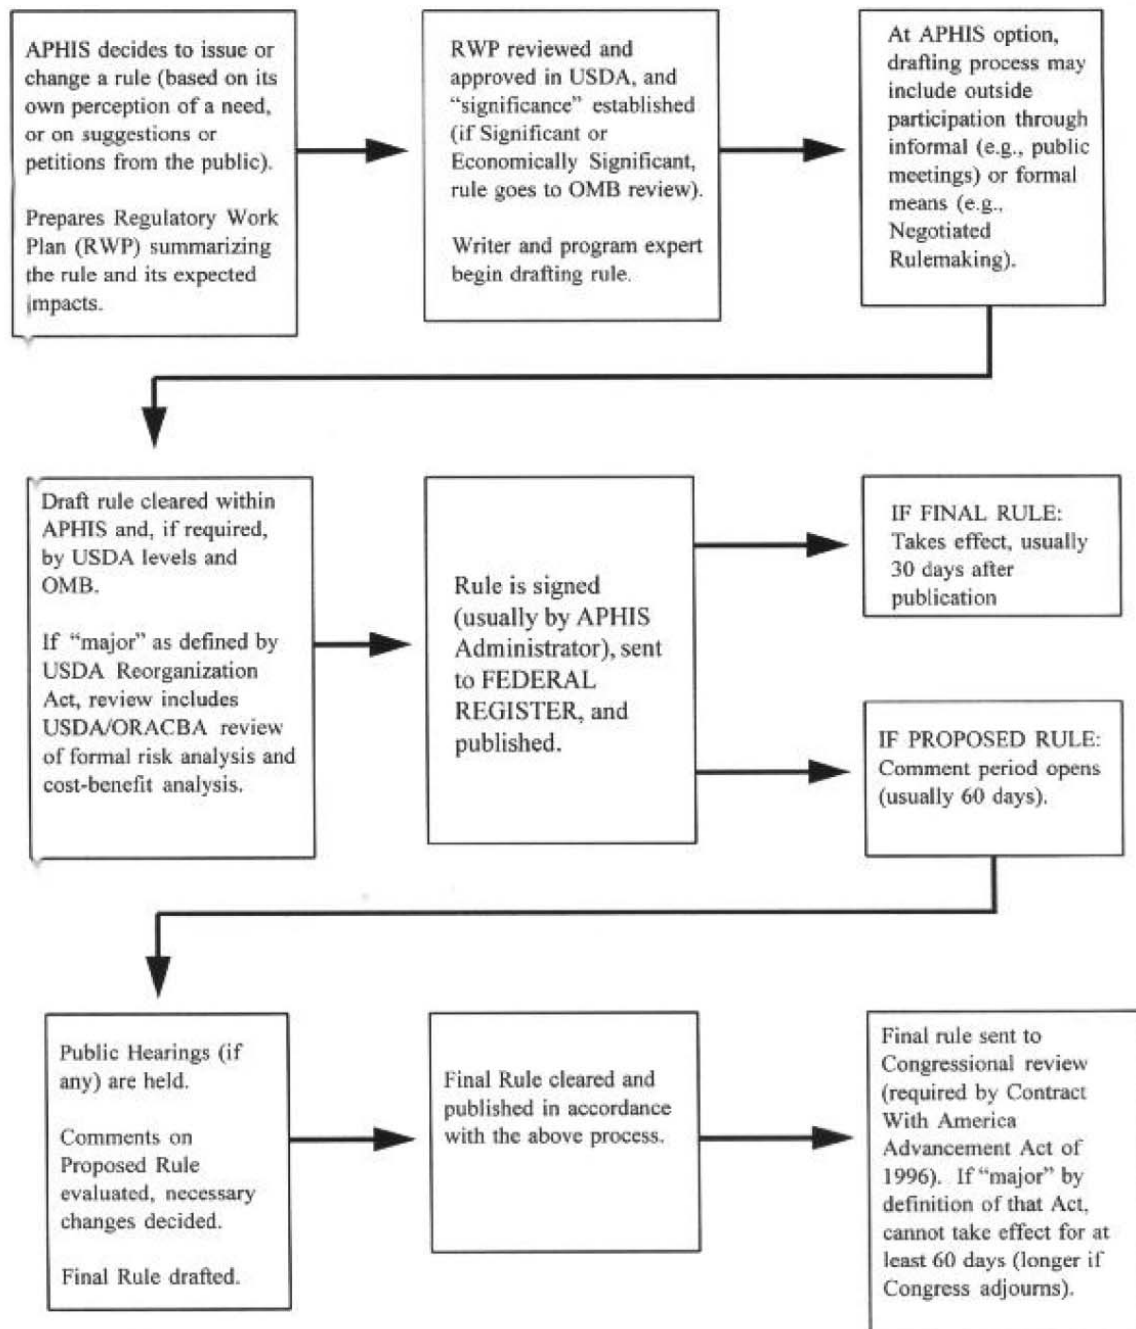 APHIS decides to issue or
change a rule (based on its
own perception of a need,
or on suggestions or
petitions from the public).
Prepares Regulatory Work
Plan (RWP) summarizing
the rule and its expected
impacts.
RWP reviewed and
approved in USDA, and
“significance” established
(if Significant or
Economically Significant,
rule goes to OMB review).
Writer and program expert
begin drafting rule.
At APHIS option,
drafting process may
include outside
participation through
informal (e.g., public
meetings) or formal
means (e.g.,
Negotiated
Rulemaking).
Draft rule cleared within
APHIS and, if required,
by USDA levels and
OMB.
If “major” as defined by
USDA Reorganization
Act, review includes
USDA/ORACBA review
of formal risk analysis and
cost-benefit analysis.
Rule is signed
(usually by APHIS
Administrator), sent
to FEDERAL
REGISTER, and
published.
IF FINAL RULE:
Takes effect, usually
30 days after
publication
IF PROPOSED RULE:
Comment period opens
(usually 60 days).
Public Hearings (if
any) are held.
Comments on
Proposed Rule
evaluated, necessary
changes decided.
Final Rule drafted.
Final Rule cleared and
published in accordance
with the above process.
Final rule sent to
Congressional review
(required by Contract
With America
Advancement Act of
1996). If “major” by
definition of that Act,
cannot take effect for at
least 60 days (longer if
Congress adjourns).